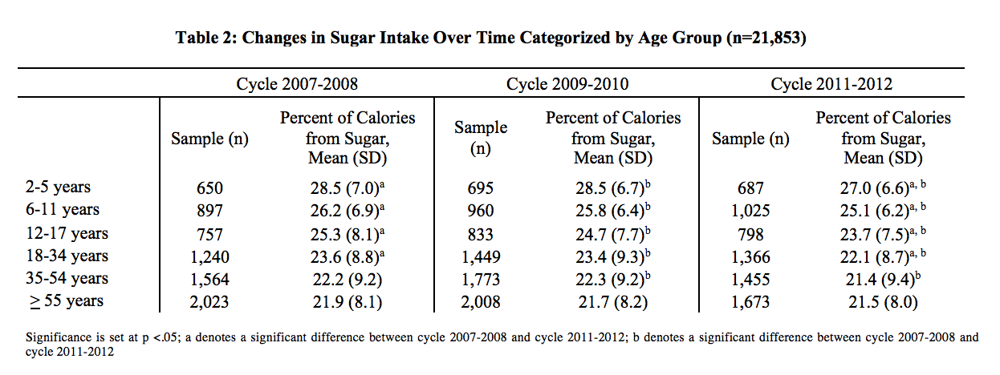 Table 2: Changes in Sugar Intake Over Time Categorized by Age Group (n=21,853)
Cycle 2007-2008 Cycle 2009-2010 Cycle 2011-2012
Sample (n) Percent of Calories from Sugar, Mean (SD) Sample (n) Percent of Calories from Sugar, Mean (SD) Sample (n) Percent of Calories from Sugar, Mean (SD)
2-5 years 650 28.5 (7.0)ᵃ 695 28.5 (6.7)ᵇ 687 27.0 (6.6)ᵃ, ᵇ
6-11 years 897 26.2 (6.9)ᵃ 960 25.8 (6.4)ᵇ 1,025 25.1 (6.2)ᵃ, ᵇ
12-17 years 757 25.3 (8.1)ᵃ 833 24.7 (7.7)ᵇ 798 23.7 (7.5)ᵃ, ᵇ
18-34 years 1,240 23.6 (8.8)ᵃ 1,449 23.4 (9.3)ᵇ 1,366 22.1 (8.7)ᵃ, ᵇ
35-54 years 1,564 22.2 (9.2) 1,773 22.3 (9.2)ᵇ 1,455 21.4 (9.4)ᵇ
≥ 55 years 2,023 21.9 (8.1) 2,008 21.7 (8.2) 1,673 21.5 (8.0)
Significance is set at p <.05; a denotes a significant difference between cycle 2007-2008 and cycle 2011-2012; b denotes a significant difference between cycle 2007-2008 and
cycle 2011-2012